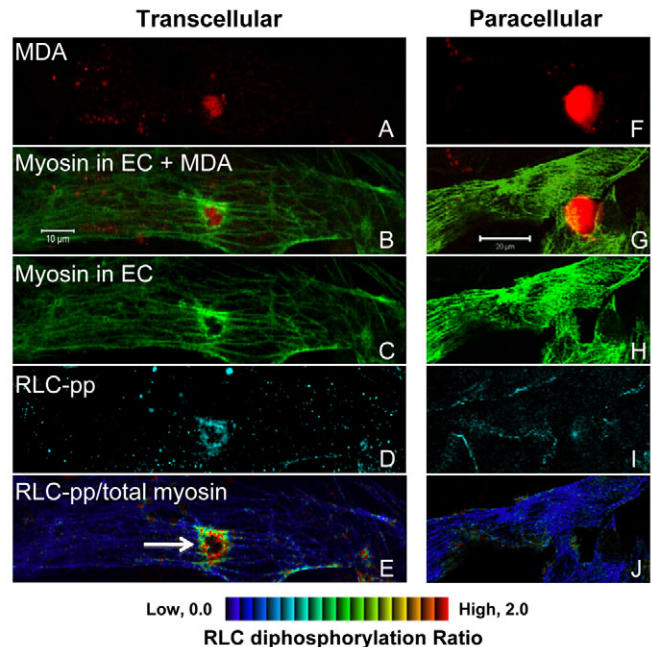 Transcellular
Paracellular
MDA
A
F
Myosin in EC + MDA
10 µm
B
20 µm
G
Myosin in EC
C
H
RLC-pp
D
I
RLC-pp/total myosin
E
J
Low, 0.0
High, 2.0
RLC diphosphorylation Ratio